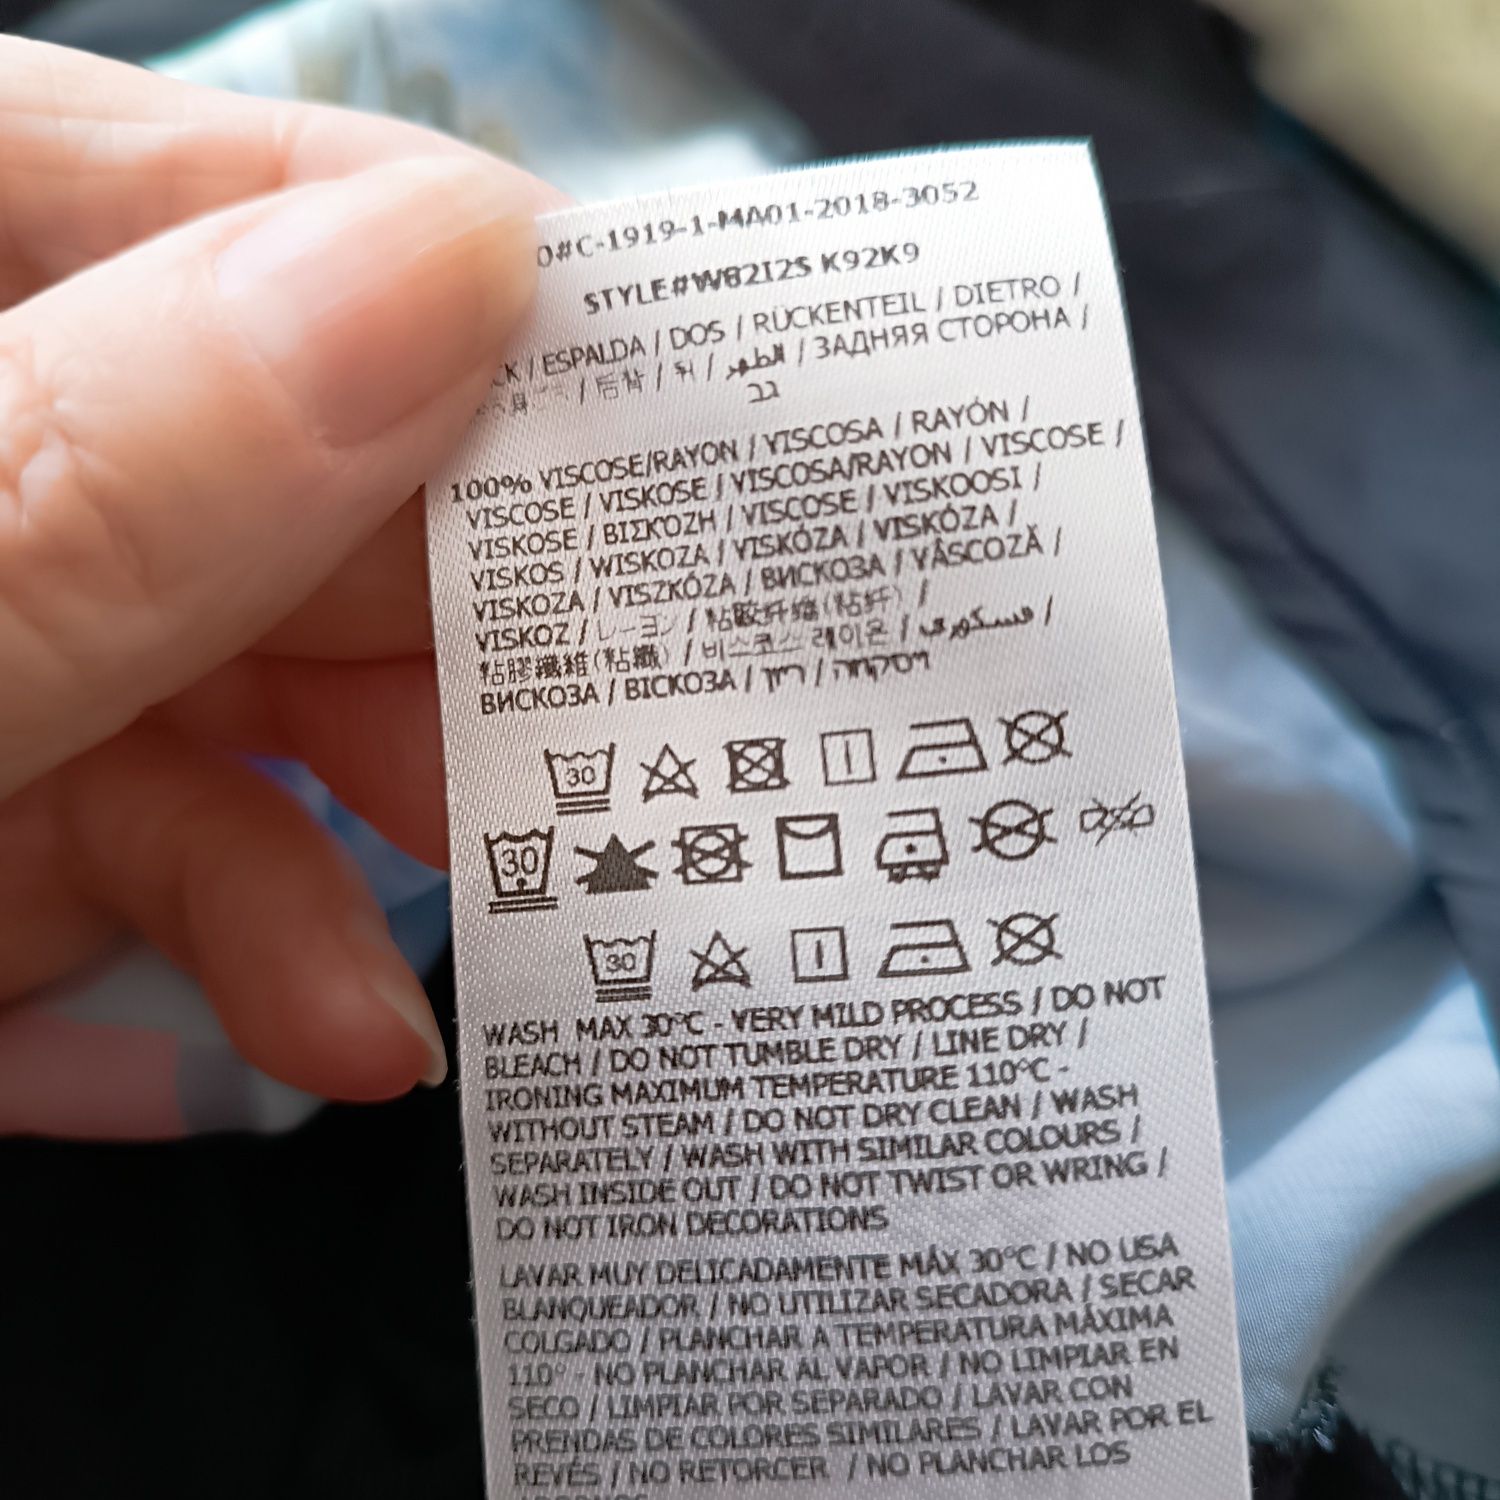 0#C-1919-1-MA01-2018-3052
STYLE#W82I2S K92K9
CK / ESPALDA / DOS / RÜCKENTEIL / DIETRO /
/ 后背 / 뒤 / الظهر / ЗАДНЯЯ СТОРОНА /
גב
100% VISCOSE/RAYON / VISCOSA / RAYÓN /
VISCOSE / VISKOSE / VISCOSA/RAYON / VISCOSE /
VISKOSE / ΒΙΣΚΌΖΗ / VISCOSE / VISKOOSI /
VISKOS / WISKOZA / VISKÓZA / VISKÓZA /
VISKOZA / VISZKÓZA / ВИСКОЗА / VÂSCOZĂ /
VISKOZ / レーヨン / 粘胶纤维(粘纤) /
粘膠纖維(粘纖) / 비스코스 레이온 / فسكوزي /
ВИСКОЗА / ВІСКОЗА / ריון / ויסקוזה
30
30
30
WASH MAX 30°C - VERY MILD PROCESS / DO NOT
BLEACH / DO NOT TUMBLE DRY / LINE DRY /
IRONING MAXIMUM TEMPERATURE 110°C -
WITHOUT STEAM / DO NOT DRY CLEAN / WASH
SEPARATELY / WASH WITH SIMILAR COLOURS /
WASH INSIDE OUT / DO NOT TWIST OR WRING /
DO NOT IRON DECORATIONS
LAVAR MUY DELICADAMENTE MÁX 30°C / NO USA
BLANQUEADOR / NO UTILIZAR SECADORA / SECAR
COLGADO / PLANCHAR A TEMPERATURA MÁXIMA
110° - NO PLANCHAR AL VAPOR / NO LIMPIAR EN
SECO / LIMPIAR POR SEPARADO / LAVAR CON
PRENDAS DE COLORES SIMILARES / LAVAR POR EL
REVÉS / NO RETORCER / NO PLANCHAR LOS